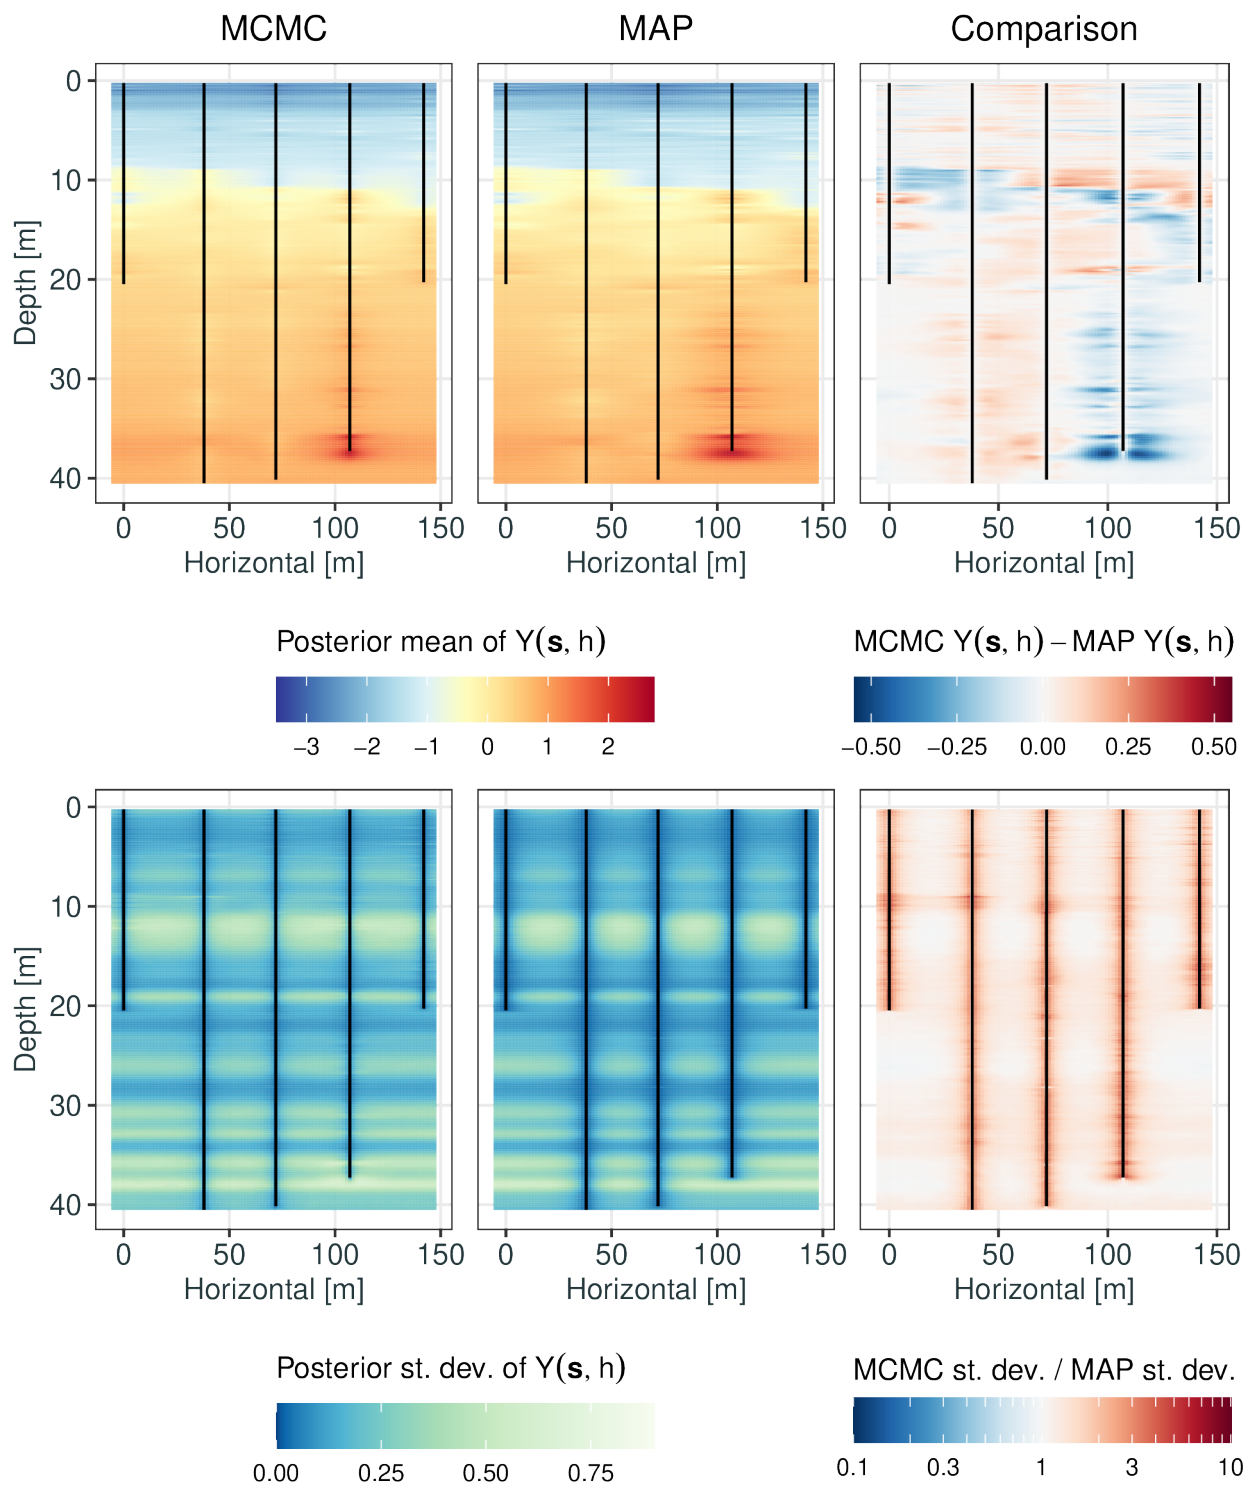 MCMC MAP Comparison
0
10
20
30
40
Depth [m]
0 50 100 150 0 50 100 150 0 50 100 150
Horizontal [m] Horizontal [m] Horizontal [m]
Posterior mean of Y(s, h) MCMC Y(s, h) – MAP Y(s, h)
−3 −2 −1 0 1 2 −0.50 −0.25 0.00 0.25 0.50
0
10
20
30
40
Depth [m]
0 50 100 150 0 50 100 150 0 50 100 150
Horizontal [m] Horizontal [m] Horizontal [m]
Posterior st. dev. of Y(s, h) MCMC st. dev. / MAP st. dev.
0.00 0.25 0.50 0.75 0.1 0.3 1 3 10